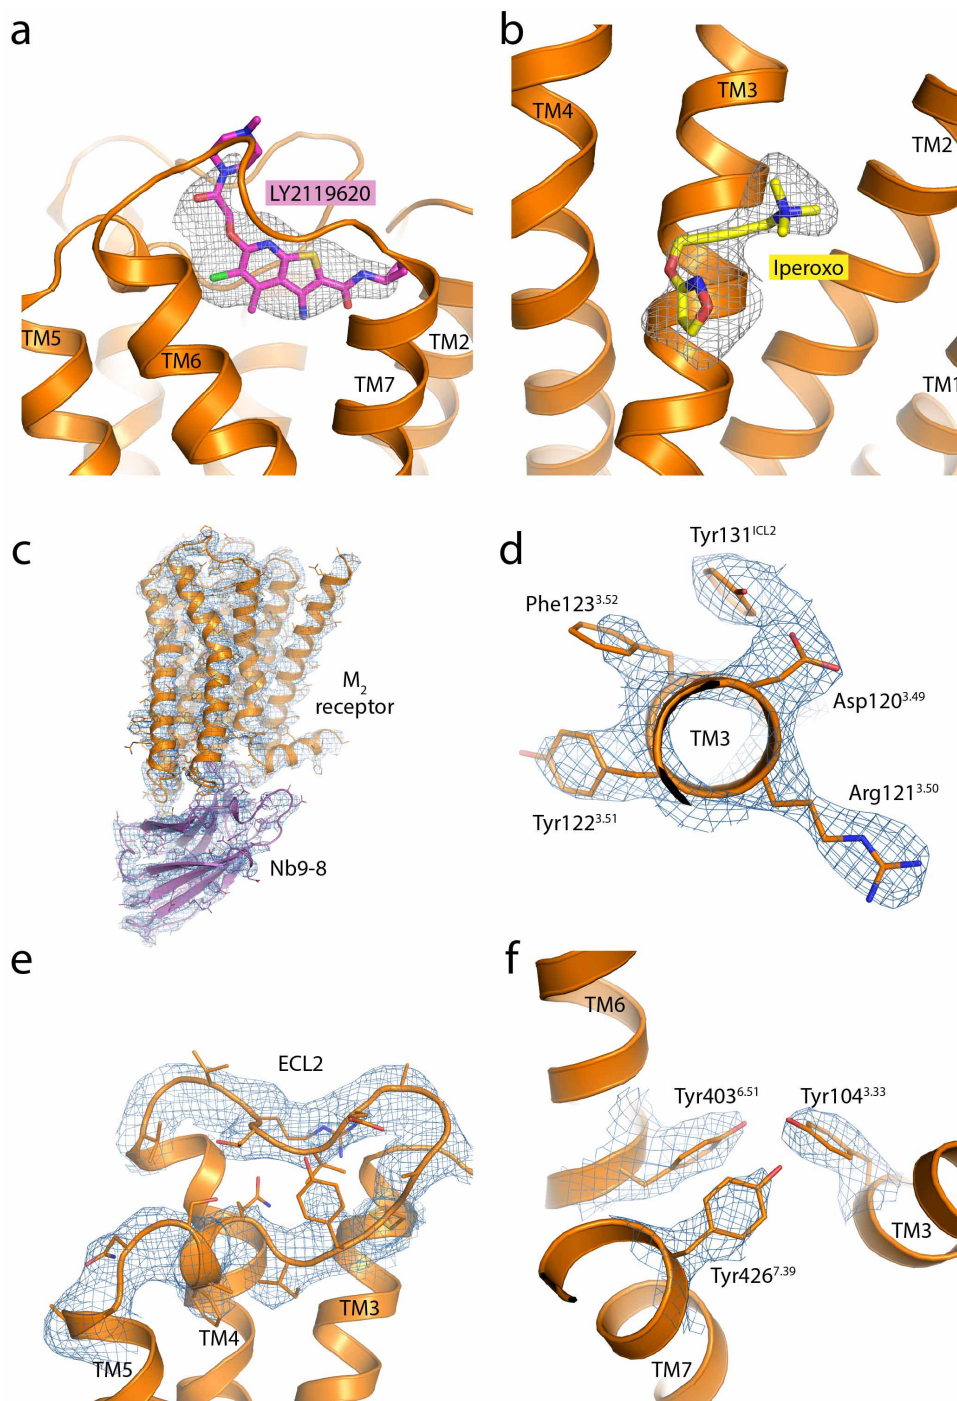 a
LY2119620
TM5
TM6
TM7
TM2
b
TM4
TM3
TM2
Iperoxo
TM1
c
M₂
receptor
Nb9-8
d
Tyr131ᴵᶜᴸ²
Phe123³·⁵²
TM3
Asp120³·⁴⁹
Arg121³·⁵⁰
Tyr122³·⁵¹
e
ECL2
TM3
TM4
TM5
f
TM6
Tyr403⁶·⁵¹
Tyr104³·³³
TM3
Tyr426⁷·³⁹
TM7